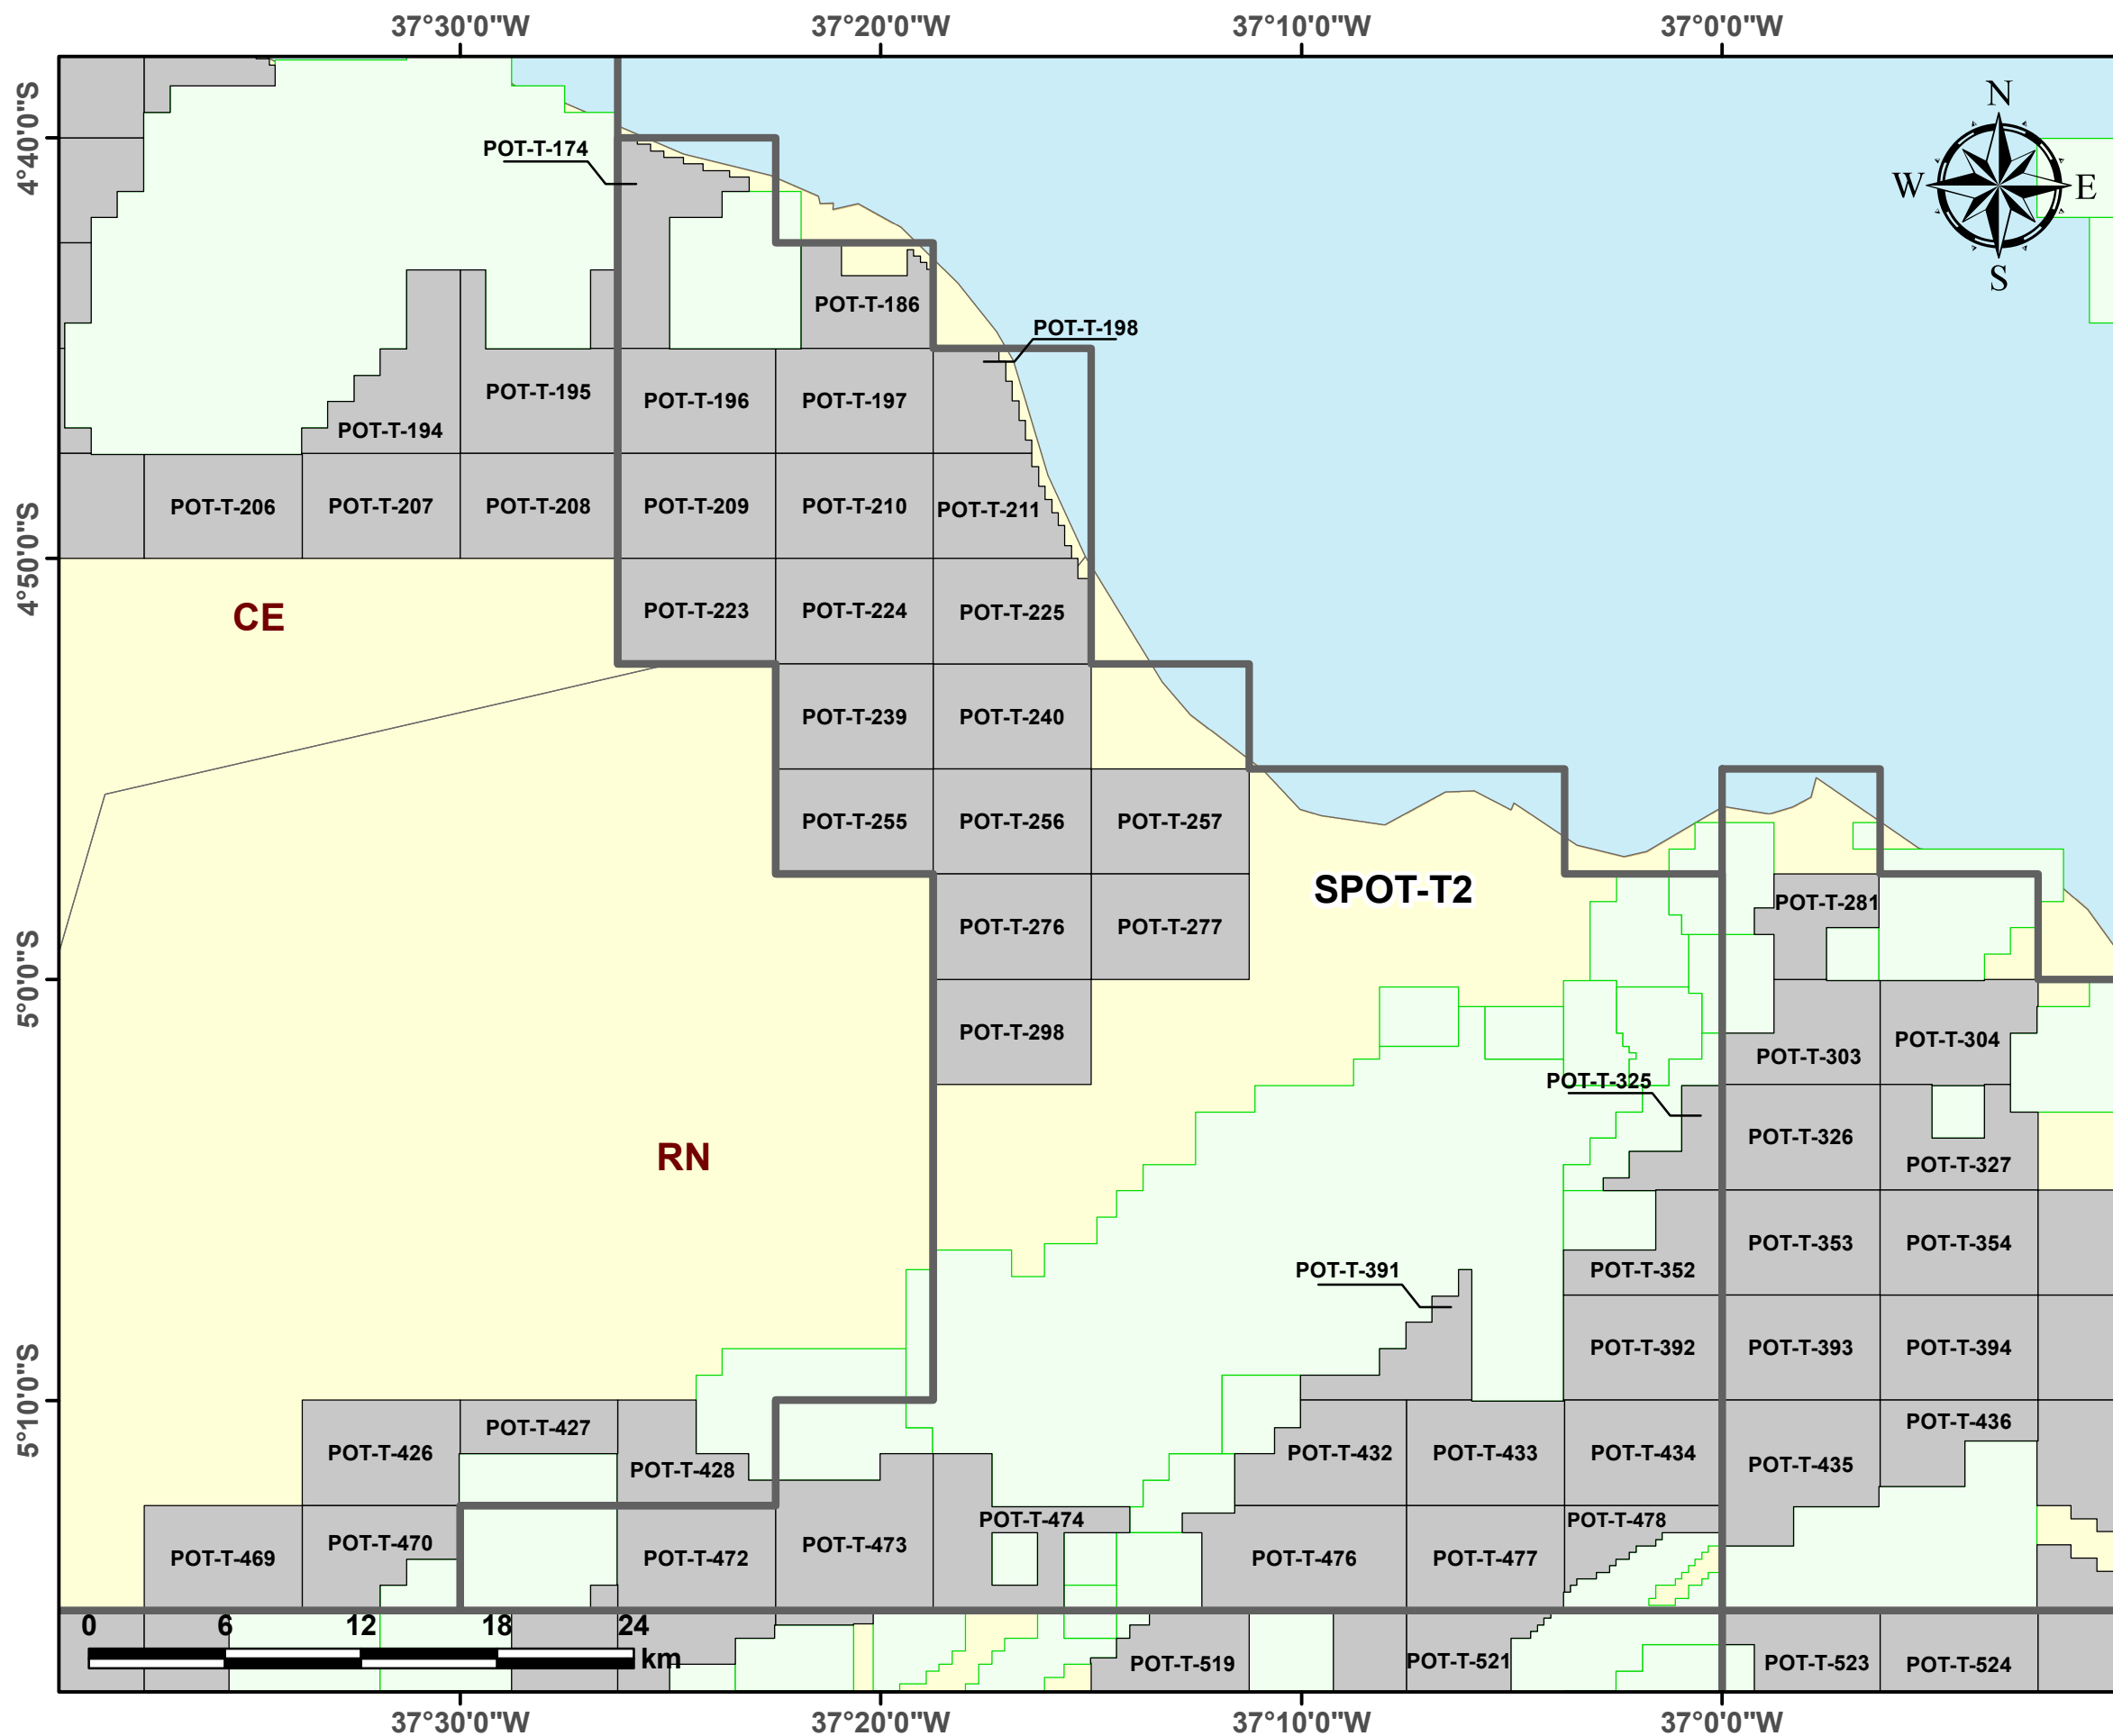 37°30'0"W 37°20'0"W 37°10'0"W 37°0'0"W
4°40'0"S
4°50'0"S
5°0'0"S
5°10'0"S
N
W E
S
POT-T-174
POT-T-186
POT-T-198
POT-T-195 POT-T-196 POT-T-197
POT-T-194
POT-T-206 POT-T-207 POT-T-208 POT-T-209 POT-T-210 POT-T-211
CE
POT-T-223 POT-T-224 POT-T-225
POT-T-239 POT-T-240
POT-T-255 POT-T-256 POT-T-257
SPOT-T2
POT-T-281
POT-T-276 POT-T-277
POT-T-298
POT-T-303 POT-T-304
POT-T-325
POT-T-326
RN
POT-T-327
POT-T-353 POT-T-354
POT-T-391
POT-T-352
POT-T-392 POT-T-393 POT-T-394
POT-T-427
POT-T-436
POT-T-426
POT-T-428
POT-T-432 POT-T-433 POT-T-434 POT-T-435
POT-T-474
POT-T-478
POT-T-470
POT-T-473
POT-T-469
POT-T-472
POT-T-476 POT-T-477
0 6 12 18 24
km
POT-T-519 POT-T-521 POT-T-523 POT-T-524
37°30'0"W 37°20'0"W 37°10'0"W 37°0'0"W